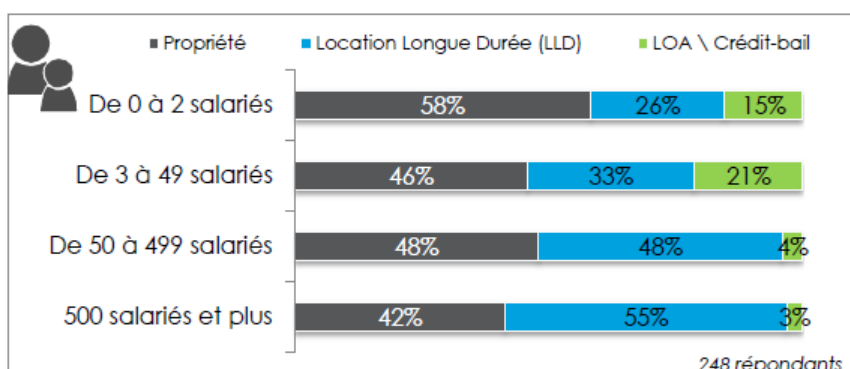 Propriété Location Longue Durée (LLD) LOA \ Crédit-bail
De 0 à 2 salariés 58% 26% 15%
De 3 à 49 salariés 46% 33% 21%
De 50 à 499 salariés 48% 48% 4%
500 salariés et plus 42% 55% 3%
248 répondants